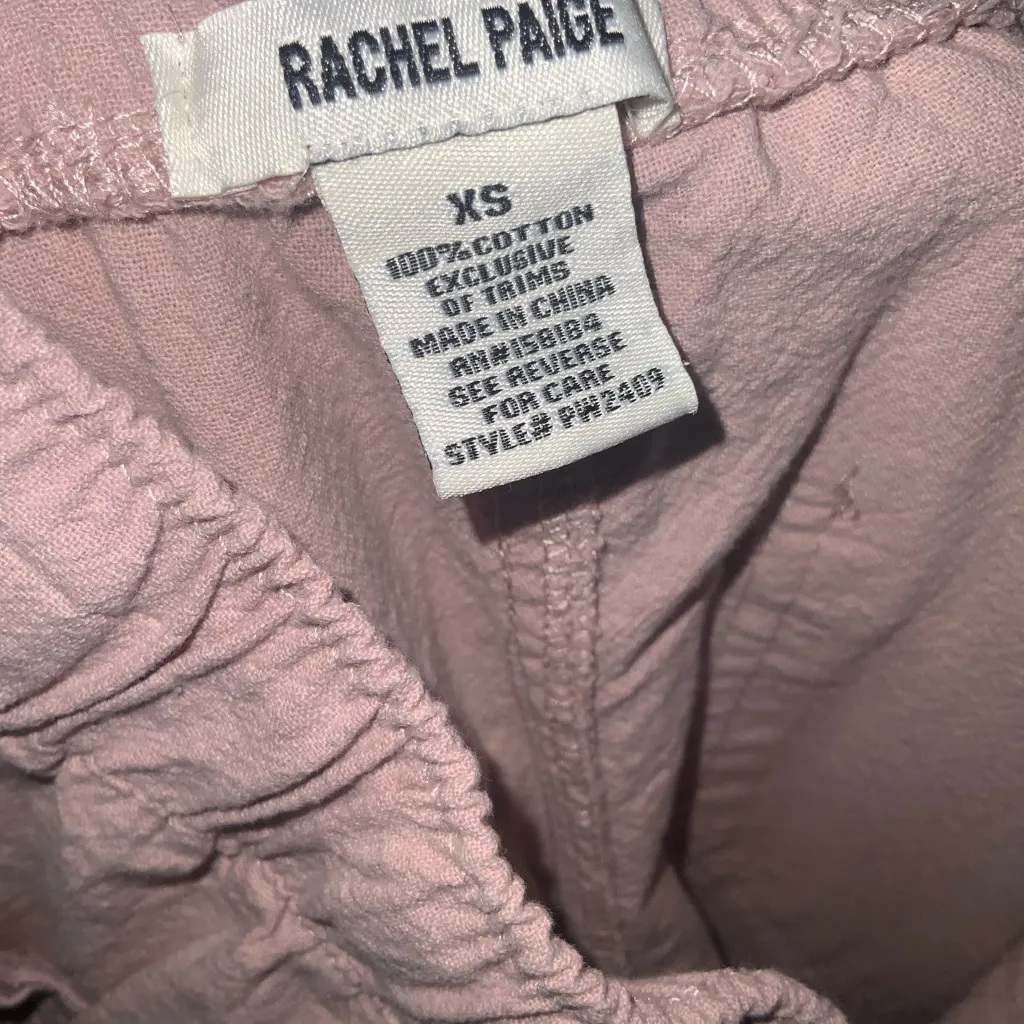 RACHEL PAIGE
XS
100%COTTON
EXCLUSIVE
OF TRIMS
MADE IN CHINA
RN#158184
SEE REVERSE
FOR CARE
STYLE# PW2409